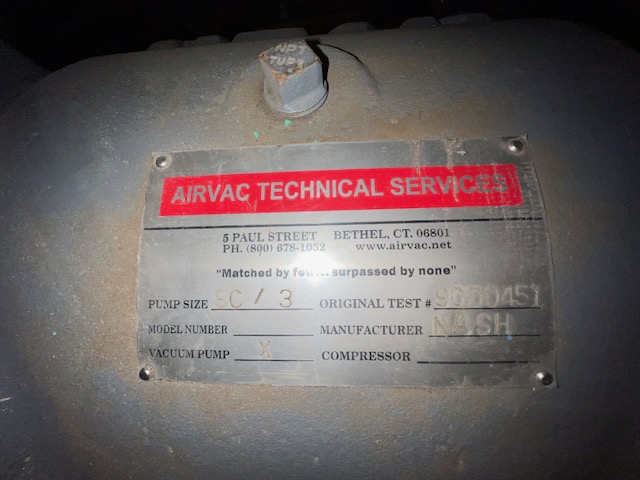 AIRVAC TECHNICAL SERVICES
5 PAUL STREET BETHEL, CT. 06801
PH. (800) 678-1052 www.airvac.net
"Matched by few... surpassed by none"
PUMP SIZE SC / 3 ORIGINAL TEST #
MODEL NUMBER MANUFACTURER NASH
VACUUM PUMP X COMPRESSOR